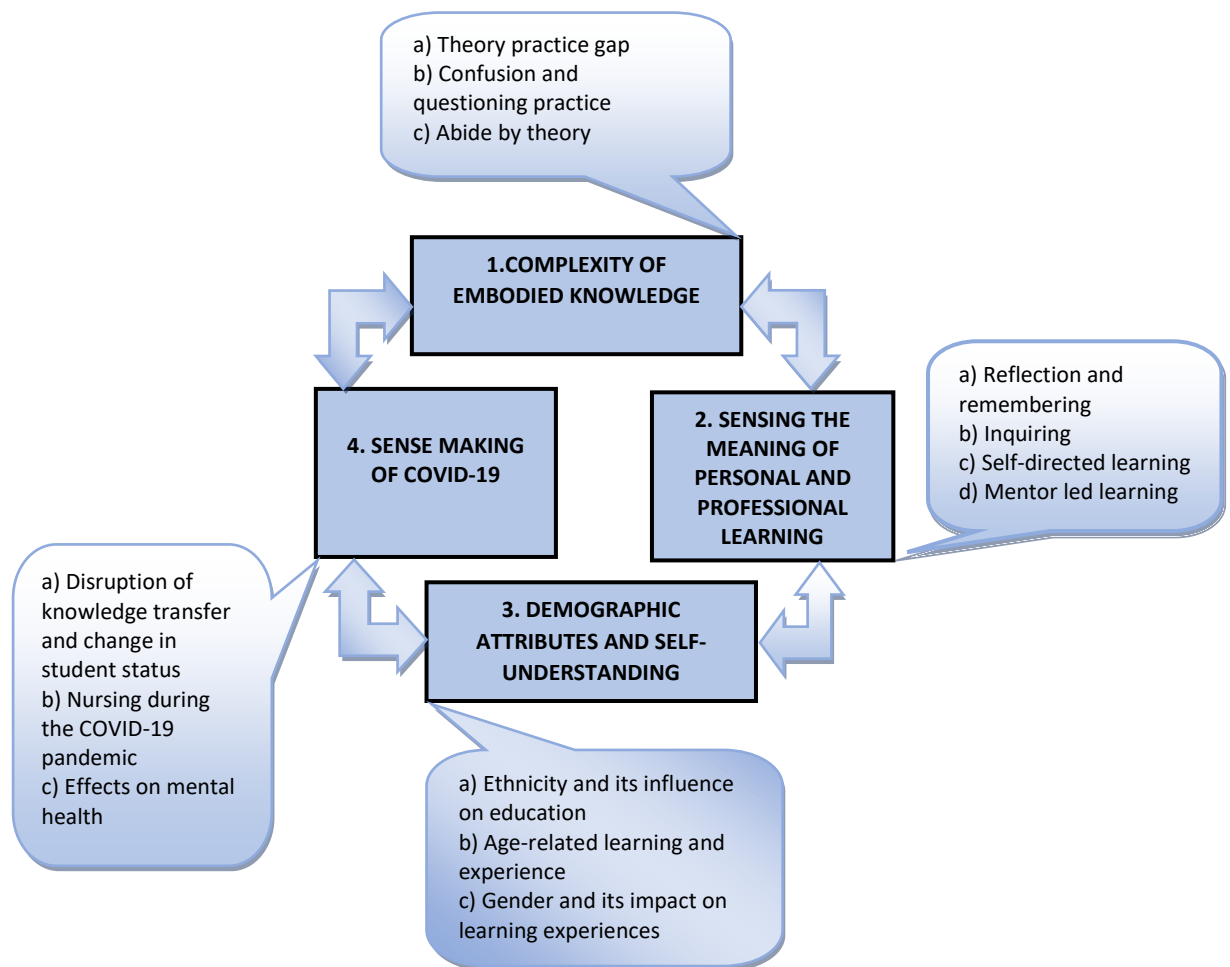 a) Theory practice gap
b) Confusion and
questioning practice
c) Abide by theory
1.COMPLEXITY OF
EMBODIED KNOWLEDGE
4. SENSE MAKING
OF COVID-19
2. SENSING THE
MEANING OF
PERSONAL AND
PROFESSIONAL
LEARNING
a) Reflection and
remembering
b) Inquiring
c) Self-directed learning
d) Mentor led learning
a) Disruption of
knowledge transfer
and change in
student status
b) Nursing during
the COVID-19
pandemic
c) Effects on mental
health
3. DEMOGRAPHIC
ATTRIBUTES AND SELF-
UNDERSTANDING
a) Ethnicity and its influence
on education
b) Age-related learning and
experience
c) Gender and its impact on
learning experiences